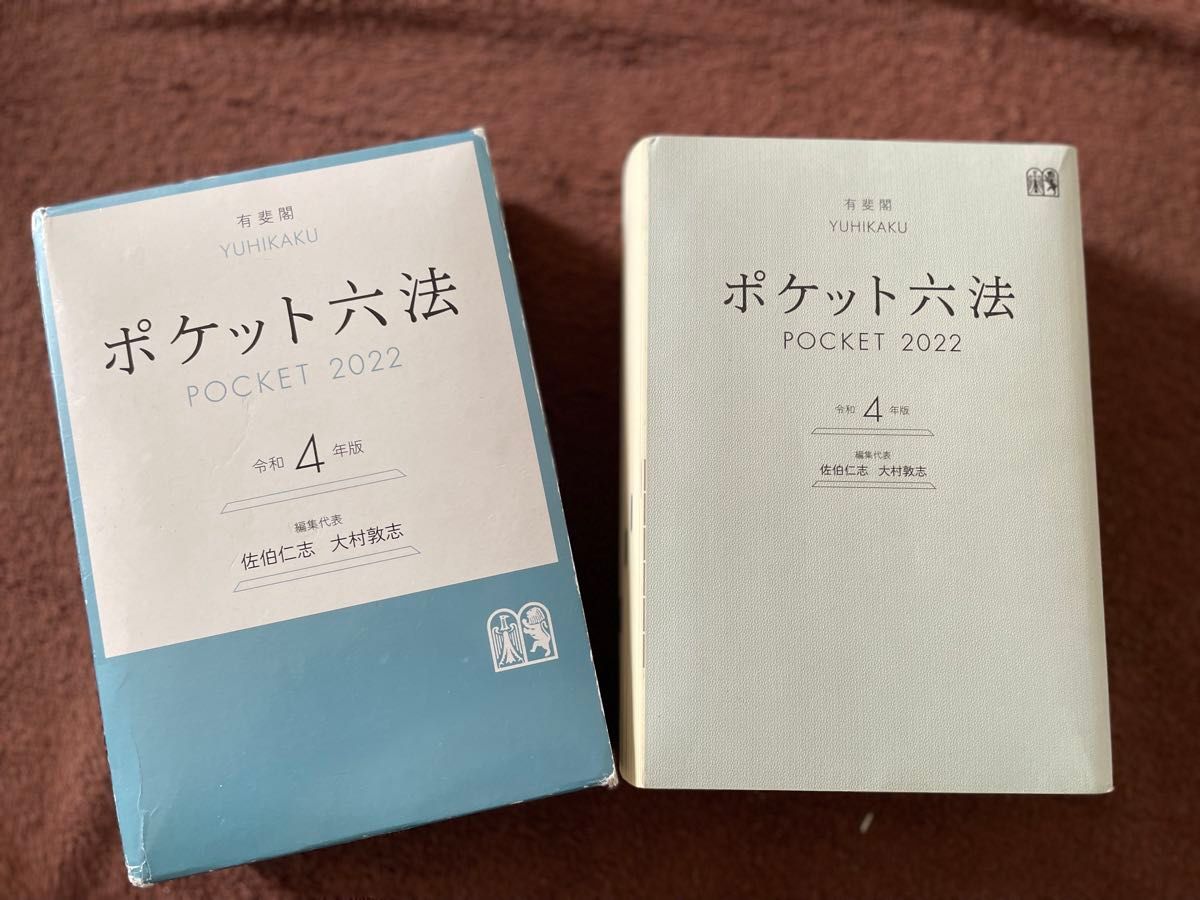 有斐閣
YUHIKAKU
ポケット六法
POCKET 2022
令和 4 年版
編集代表
佐伯仁志 大村敦志
有斐閣
YUHIKAKU
ポケット六法
POCKET 2022
令和 4 年版
編集代表
佐伯仁志 大村敦志